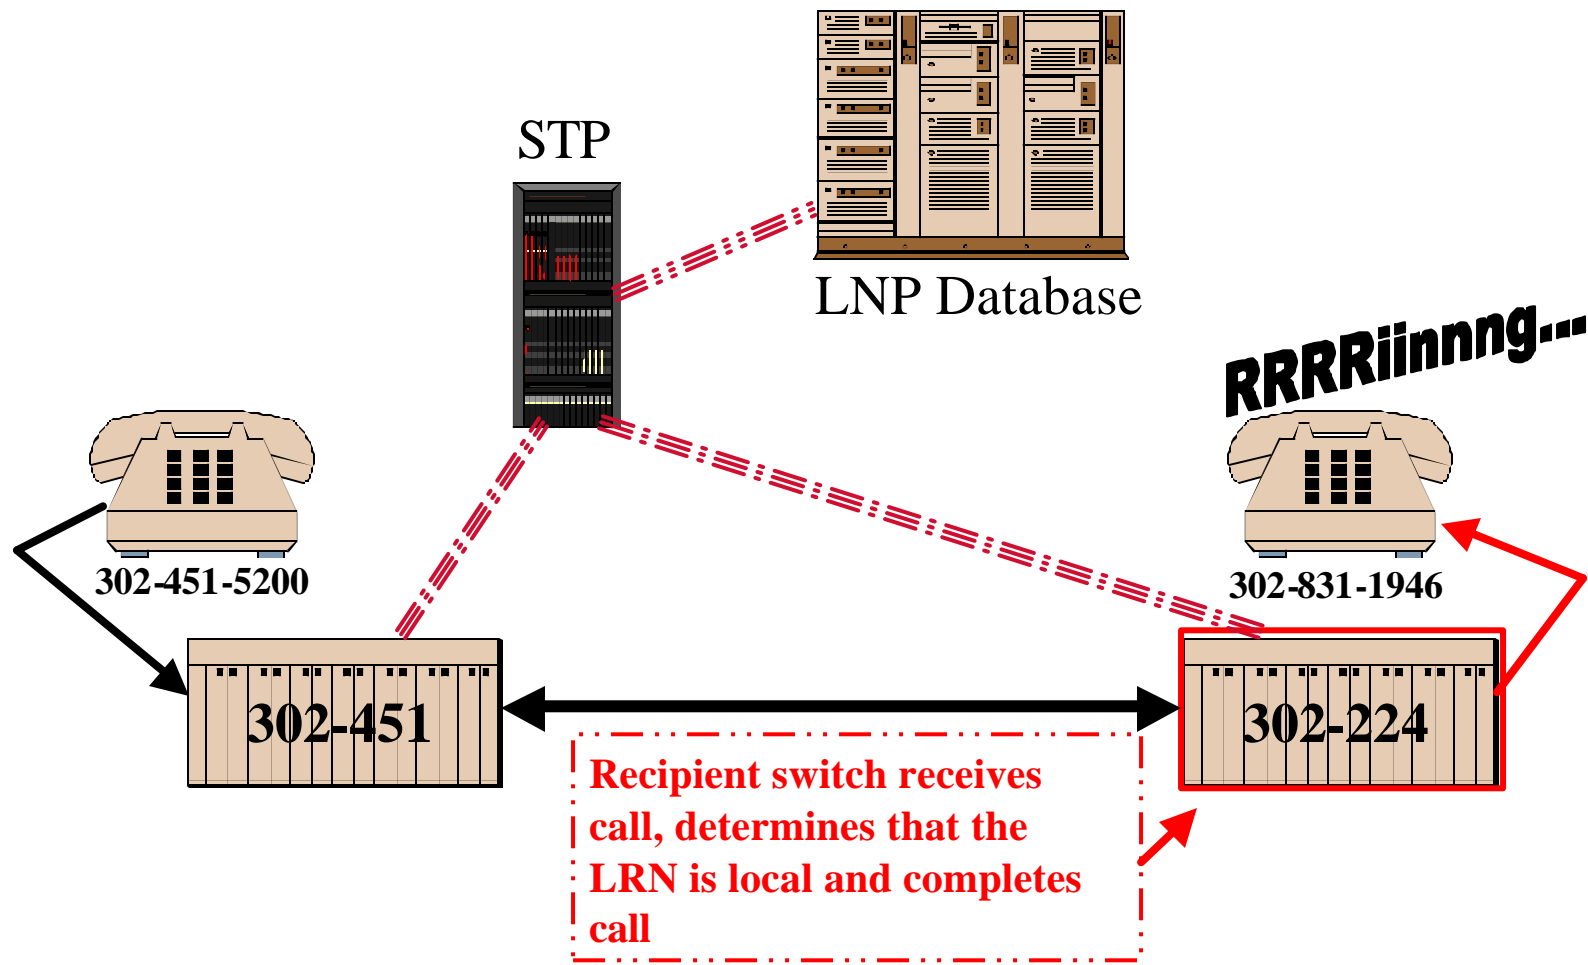 STP
LNP Database
RRRRiinnng...
302-451-5200
302-831-1946
302-451
302-224
Recipient switch receives
call, determines that the
LRN is local and completes
call